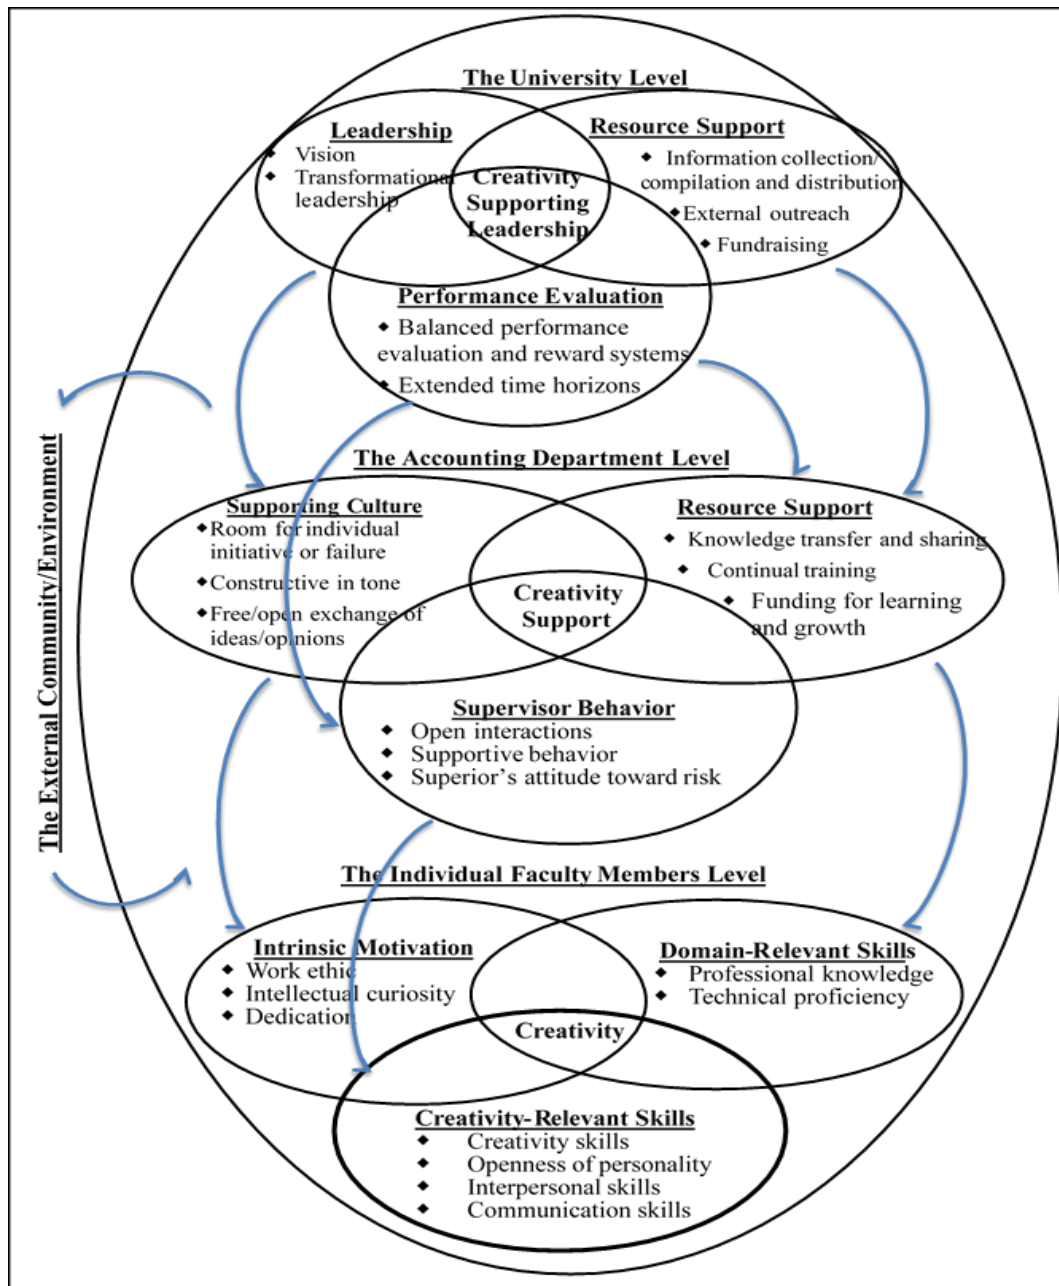 The University Level
Leadership
◆ Vision
◆ Transformational
leadership
Resource Support
◆ Information collection/
compilation and distribution
◆ External outreach
◆ Fundraising
Creativity
Supporting
Leadership
Performance Evaluation
◆ Balanced performance
evaluation and reward systems
◆ Extended time horizons
The External Community/Environment
The Accounting Department Level
Supporting Culture
◆ Room for individual
initiative or failure
◆ Constructive in tone
◆ Free/open exchange of
ideas/opinions
Resource Support
◆ Knowledge transfer and sharing
◆ Continual training
◆ Funding for learning
and growth
Creativity
Support
Supervisor Behavior
◆ Open interactions
◆ Supportive behavior
◆ Superior's attitude toward risk
The Individual Faculty Members Level
Intrinsic Motivation
◆ Work ethic
◆ Intellectual curiosity
◆ Dedication
Domain-Relevant Skills
◆ Professional knowledge
◆ Technical proficiency
Creativity
Creativity-Relevant Skills
◆ Creativity skills
◆ Openness of personality
◆ Interpersonal skills
◆ Communication skills